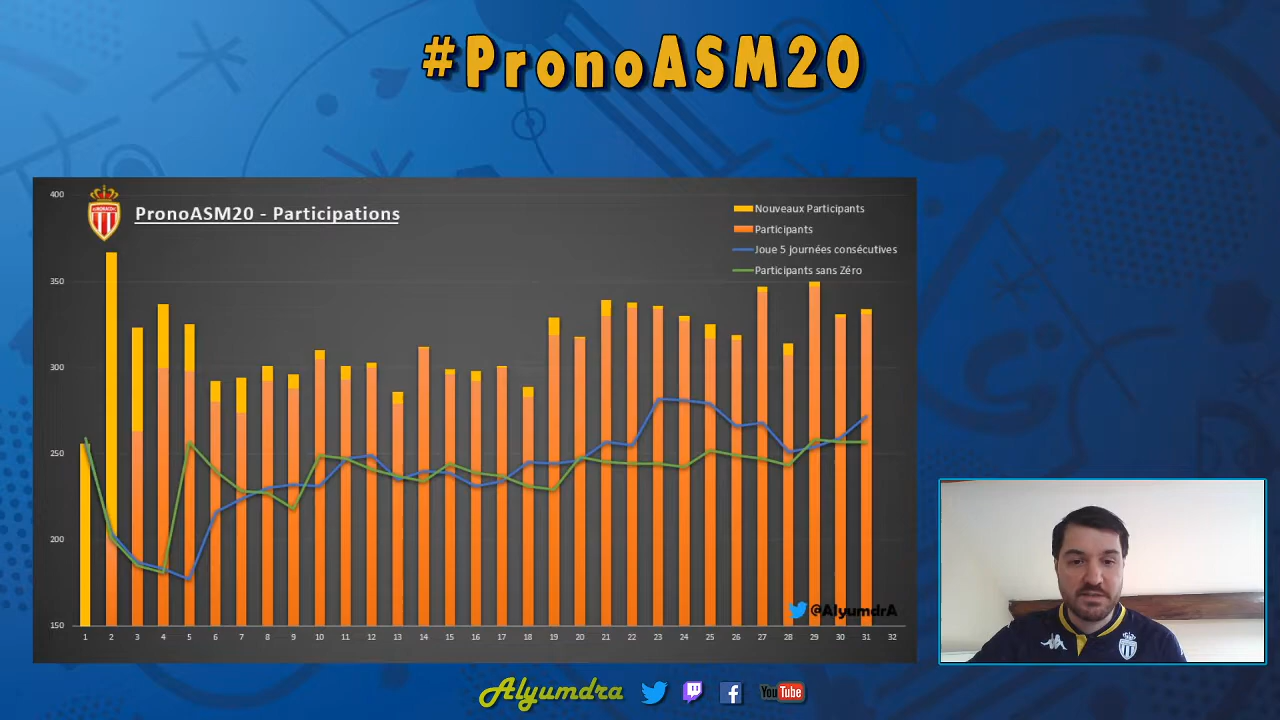 #PronoASM20
PronoASM20 - Participations
Nouveaux Participants
Participants
Joue 5 journées consécutives
Participants sans Zéro
400
350
300
250
200
150
1 2 3 4 5 6 7 8 9 10 11 12 13 14 15 16 17 18 19 20 21 22 23 24 25 26 27 28 29 30 31 32
@AlyumdrA
Alyumdra
You Tube